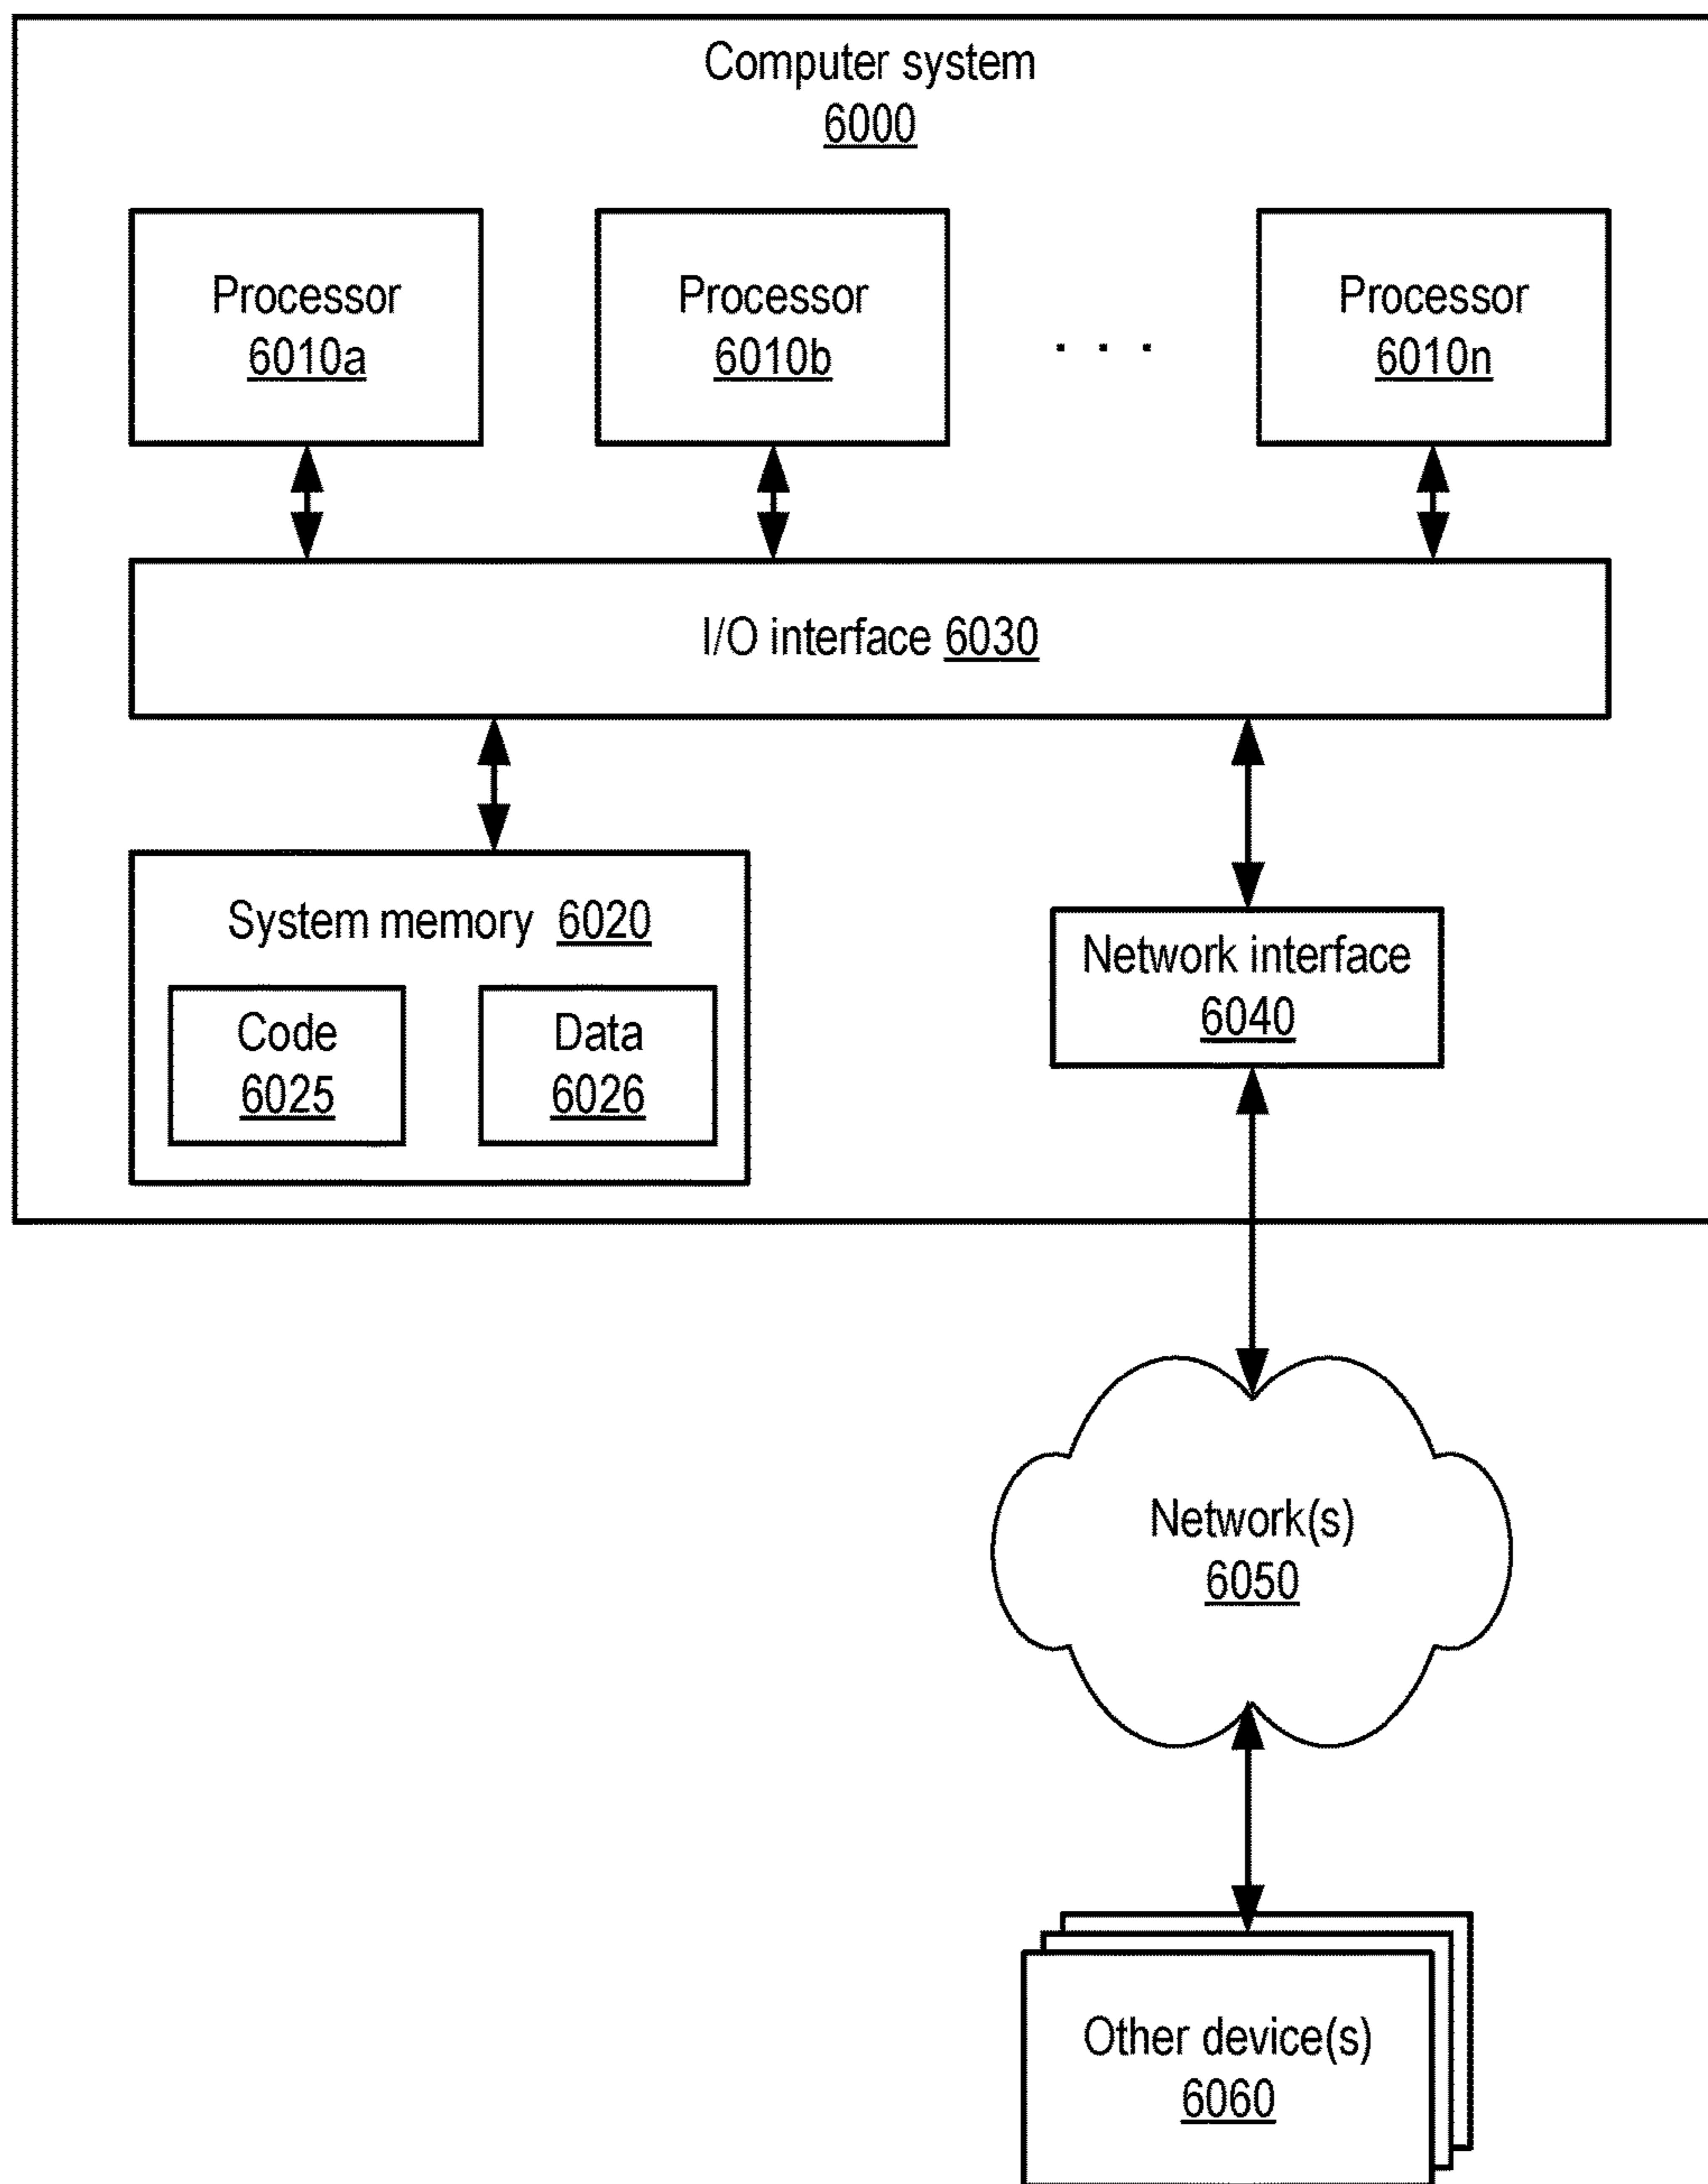 Computer system
6000
Processor
6010a
Processor
6010b
. . .
Processor
6010n
I/O interface 6030
System memory 6020
Code
6025
Data
6026
Network interface
6040
Network(s)
6050
Other device(s)
6060